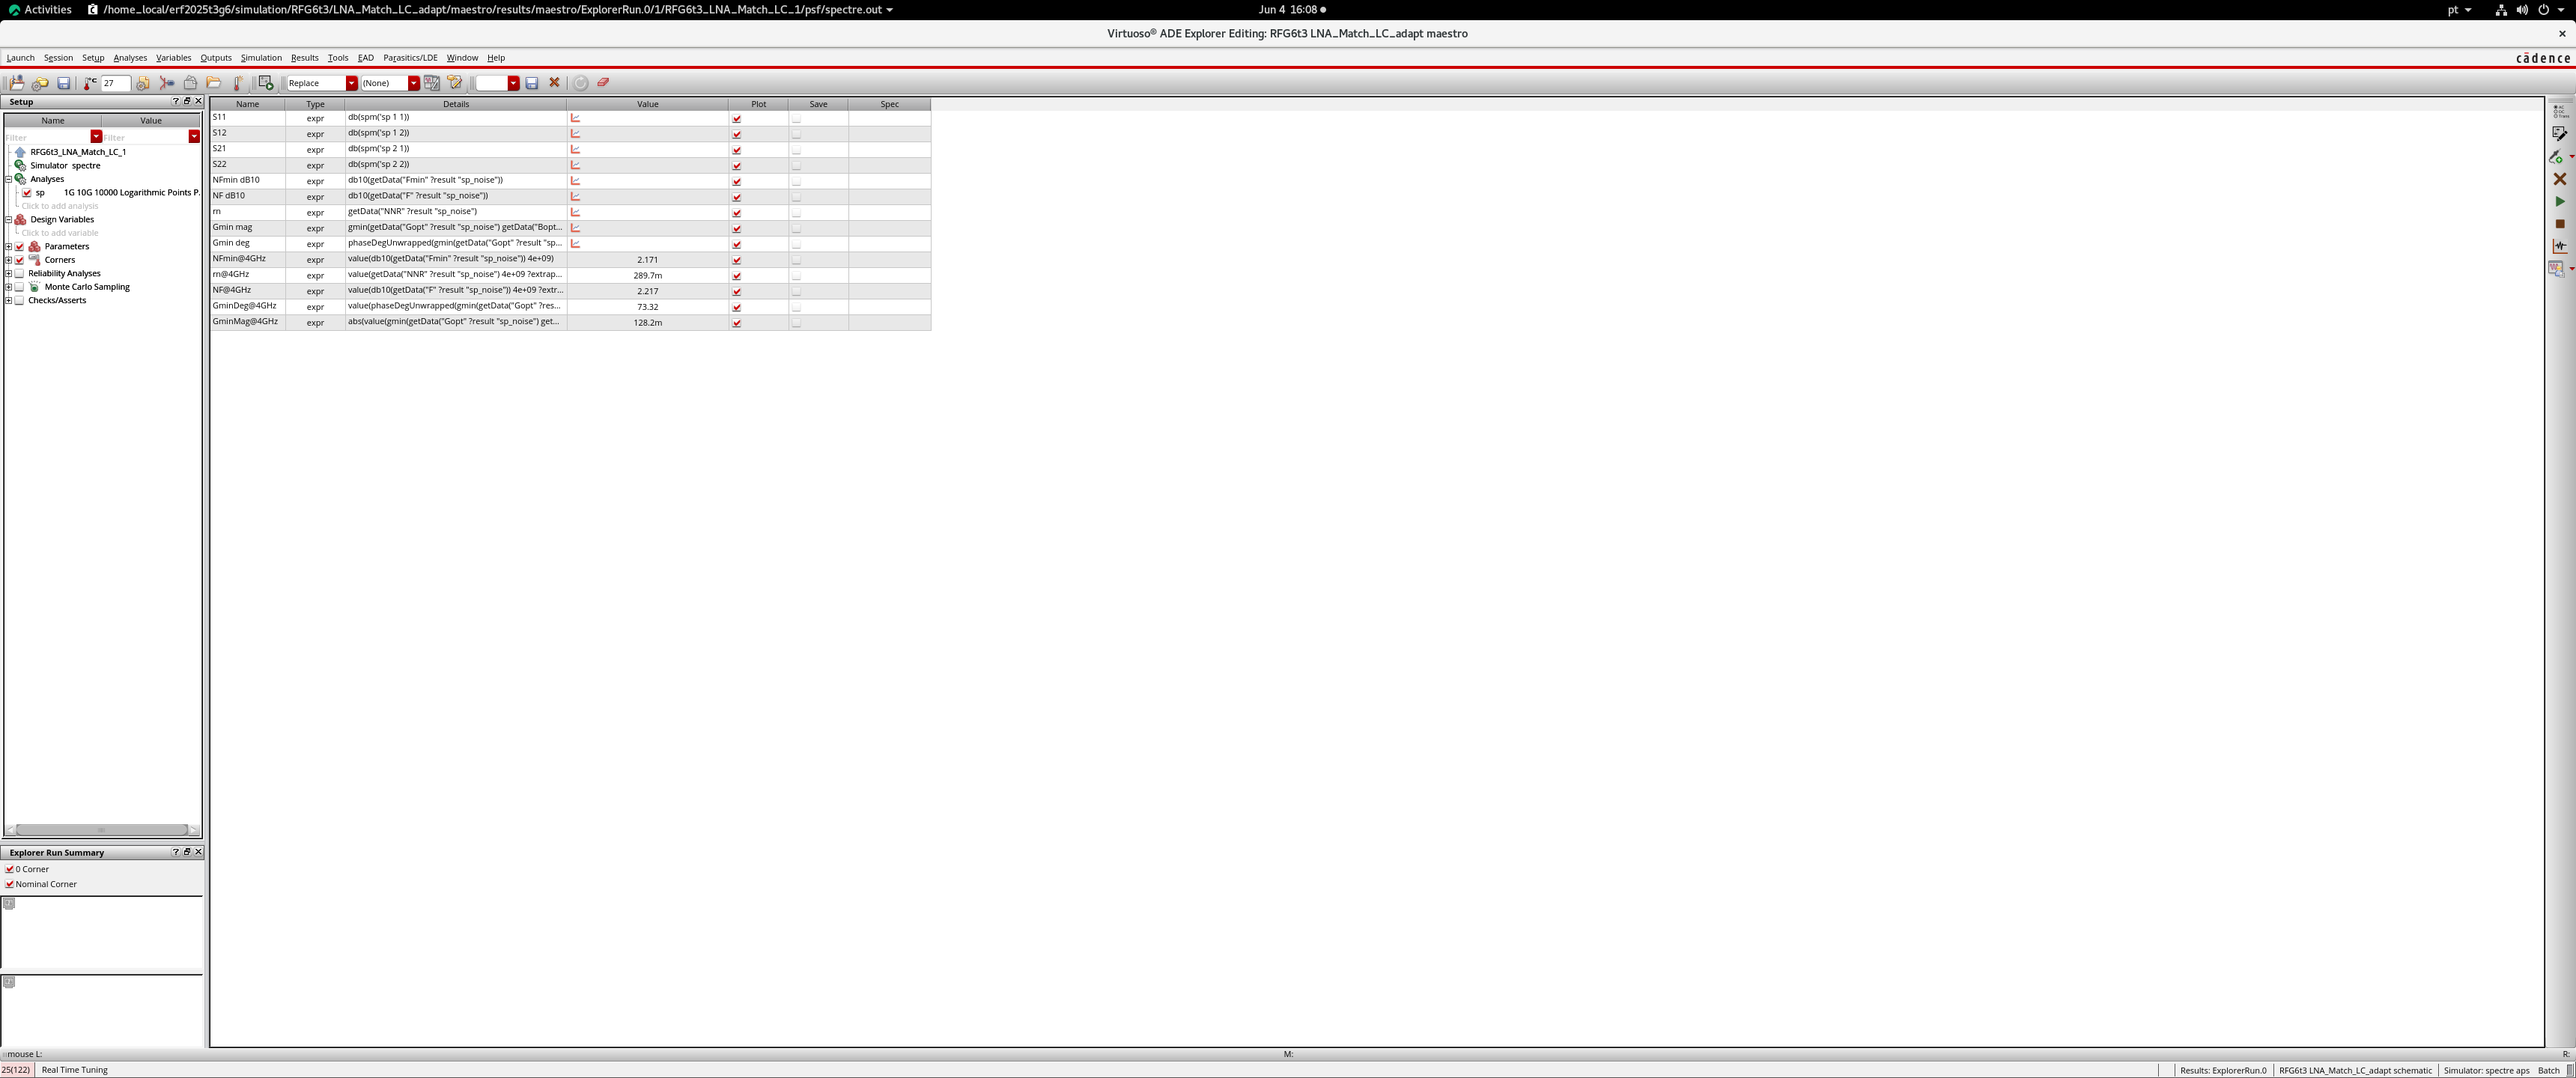 Activities /home_local/erf2025t3g6/simulation/RFG6t3/LNA_Match_LC_adapt/maestro/results/maestro/ExplorerRun.0/1/RFG6t3_LNA_Match_LC_1/psf/spectre.out Jun 4 16:08 pt
Virtuoso® ADE Explorer Editing: RFG6t3 LNA_Match_LC_adapt maestro
Launch Session Setup Analyses Variables Outputs Simulation Results Tools EAD Parasitics/LDE Window Help cādence
27 Replace (None)
Setup
Name Value
Filter Filter
RFG6t3_LNA_Match_LC_1
Simulator spectre
Analyses
sp 1G 10G 10000 Logarithmic Points P.
Click to add analysis
Design Variables
Click to add variable
Parameters
Corners
Reliability Analyses
Monte Carlo Sampling
Checks/Asserts
Name Type Details Value Plot Save Spec
S11 expr db(spm('sp 1 1))
S12 expr db(spm('sp 1 2))
S21 expr db(spm('sp 2 1))
S22 expr db(spm('sp 2 2))
NFmin dB10 expr db10(getData("Fmin" ?result "sp_noise"))
NF dB10 expr db10(getData("F" ?result "sp_noise"))
rn expr getData("NNR" ?result "sp_noise")
Gmin mag expr gmin(getData("Gopt" ?result "sp_noise") getData("Bopt...
Gmin deg expr phaseDegUnwrapped(gmin(getData("Gopt" ?result "sp...
NFmin@4GHz expr value(db10(getData("Fmin" ?result "sp_noise")) 4e+09) 2.171
rn@4GHz expr value(getData("NNR" ?result "sp_noise") 4e+09 ?extrap... 289.7m
NF@4GHz expr value(db10(getData("F" ?result "sp_noise")) 4e+09 ?extr... 2.217
GminDeg@4GHz expr value(phaseDegUnwrapped(gmin(getData("Gopt" ?res... 73.32
GminMag@4GHz expr abs(value(gmin(getData("Gopt" ?result "sp_noise") get... 128.2m
Explorer Run Summary
0 Corner
Nominal Corner
mouse L: M: R:
25(122) Real Time Tuning Results: ExplorerRun.0 RFG6t3 LNA_Match_LC_adapt schematic Simulator: spectre aps Batch